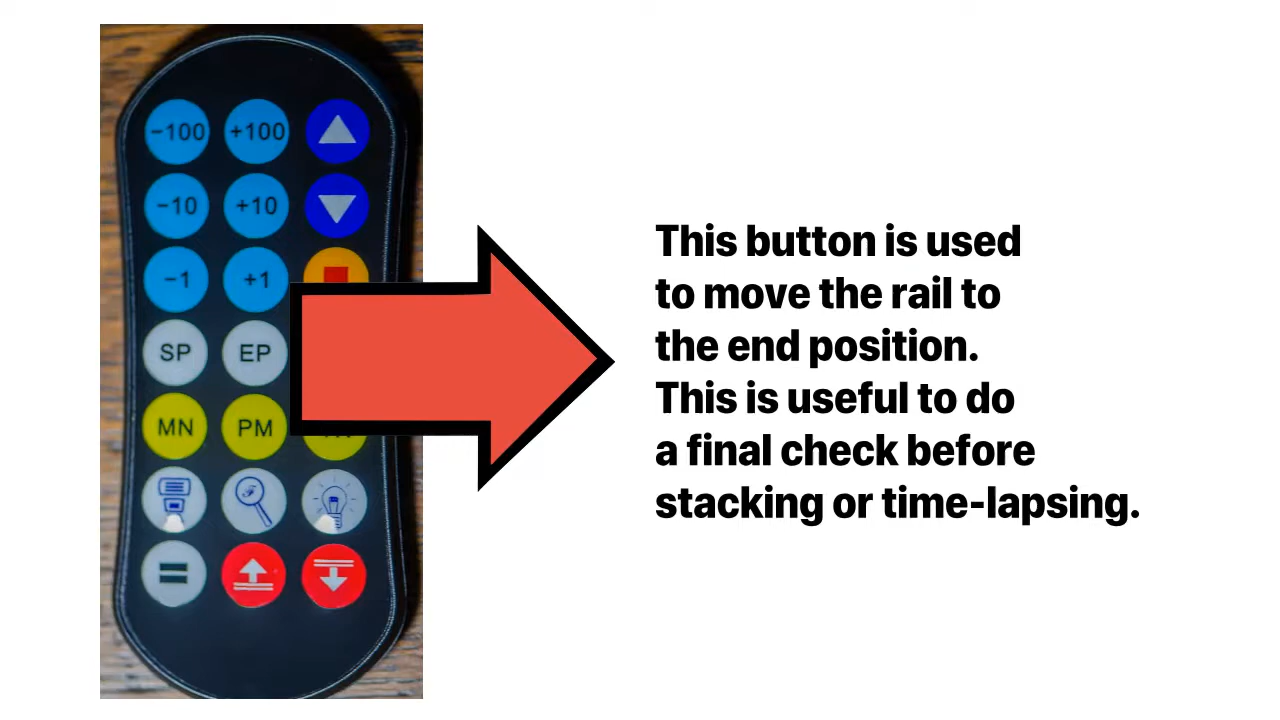 −100 +100
−10 +10
−1 +1
SP EP
MN PM
This button is used
to move the rail to
the end position.
This is useful to do
a final check before
stacking or time-lapsing.